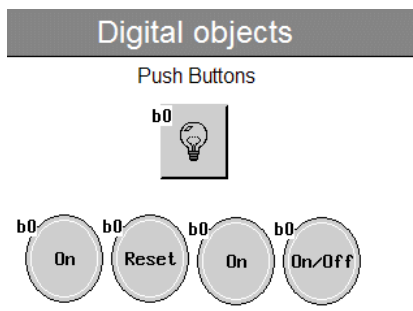 Digital objects
Push Buttons
b0
b0 b0 b0 b0
On Reset On On/Off